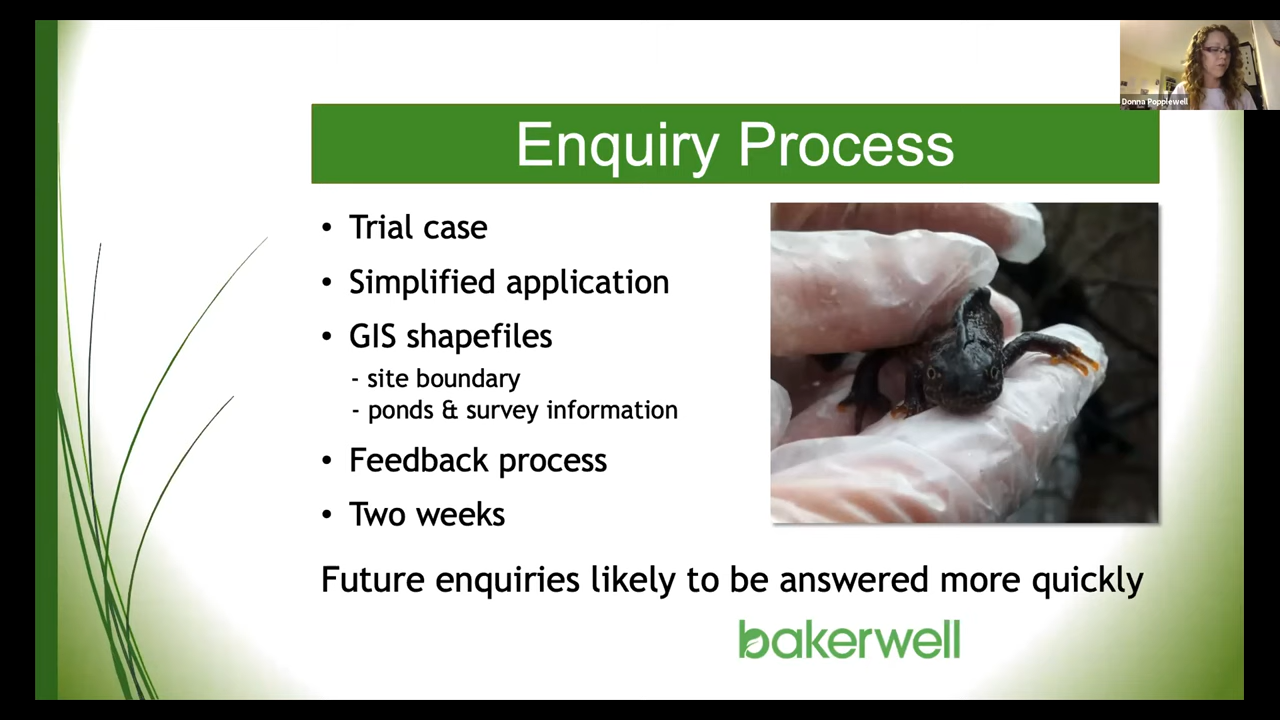 Donna Popplewell
Enquiry Process
• Trial case
• Simplified application
• GIS shapefiles
- site boundary
- ponds & survey information
• Feedback process
• Two weeks
Future enquiries likely to be answered more quickly
bakerwell